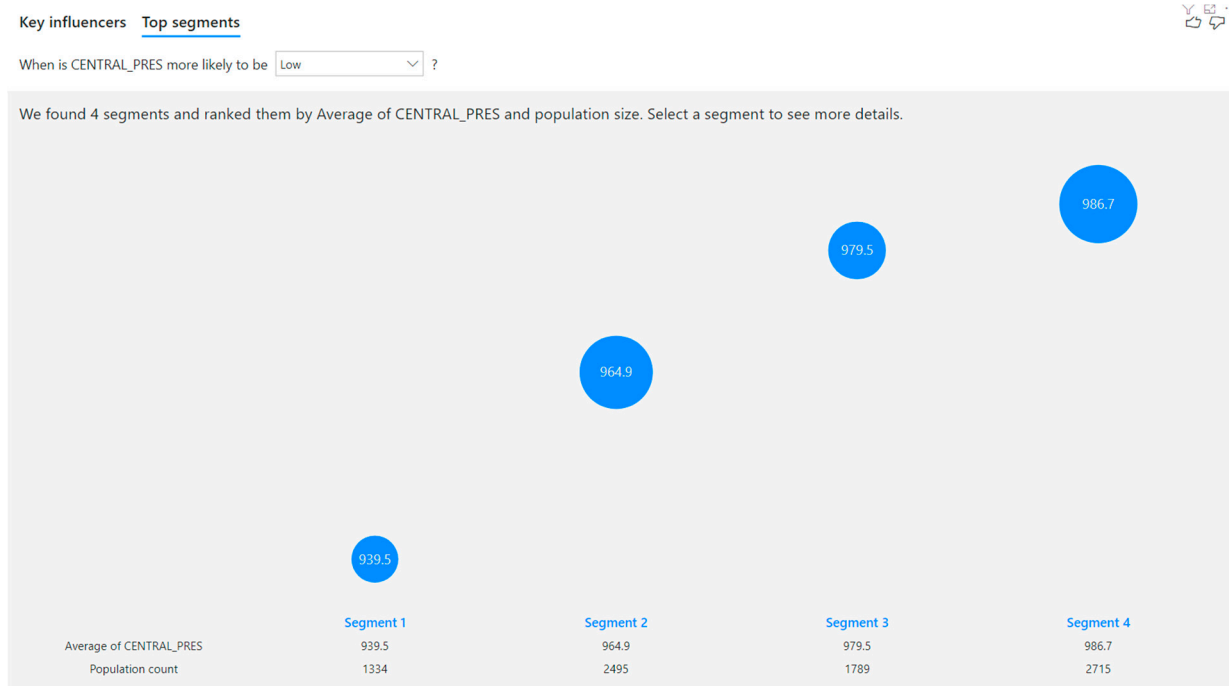 Key influencers Top segments
When is CENTRAL_PRES more likely to be Low ?
We found 4 segments and ranked them by Average of CENTRAL_PRES and population size. Select a segment to see more details.
986.7
979.5
964.9
939.5
Segment 1 Segment 2 Segment 3 Segment 4
Average of CENTRAL_PRES 939.5 964.9 979.5 986.7
Population count 1334 2495 1789 2715